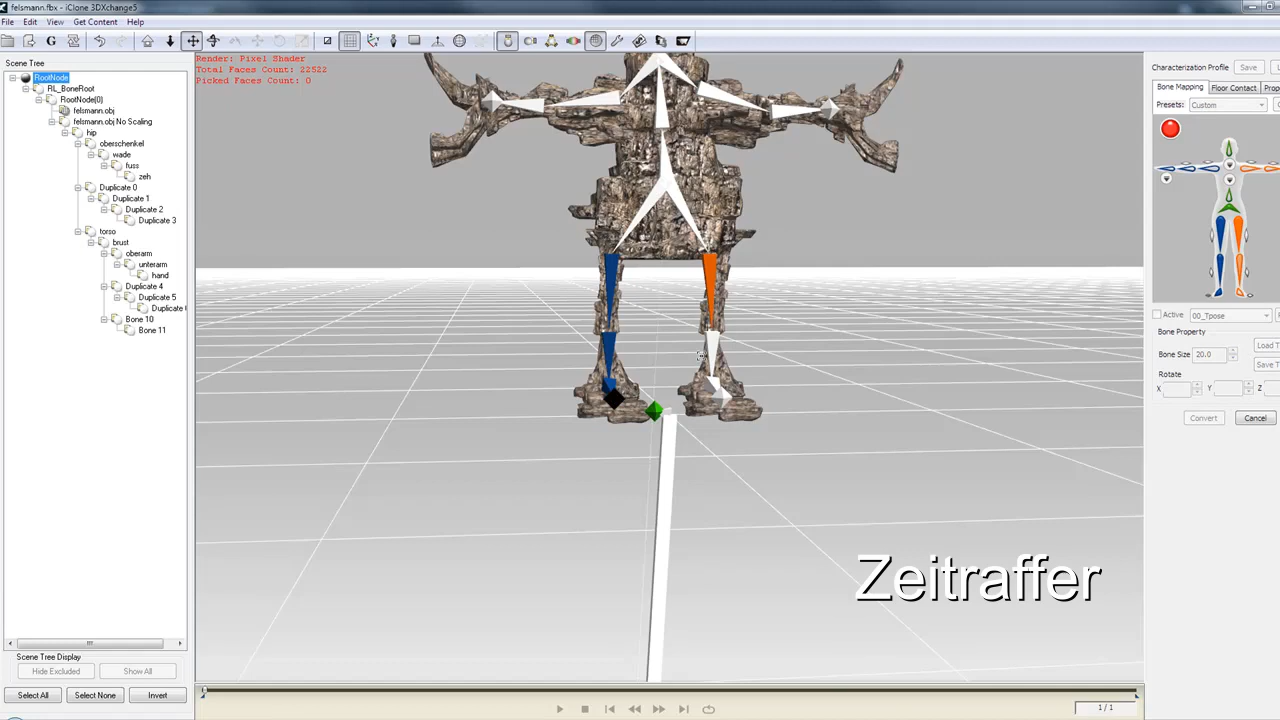 felsmann.fbx - iClone 3DXchange5
File Edit View Get Content Help
Scene Tree
RootNode
RL_BoneRoot
RootNode(0)
felsmann.obj
felsmann.obj No Scaling
hip
oberschenkel
wade
fuss
zeh
Duplicate 0
Duplicate 1
Duplicate 2
Duplicate 3
torso
brust
oberarm
unterarm
hand
Duplicate 4
Duplicate 5
Duplicate
Bone 10
Bone 11
Scene Tree Display
Hide Excluded Show All
Select All Select None Invert
Render: Pixel Shader
Total Faces Count: 22522
Picked Faces Count: 0
Zeitraffer
1 / 1
Characterization Profile Save L
Bone Mapping Floor Contact Prop
Presets: Custom
Active 00_Tpose
Bone Property
Bone Size 20.0 Load T
Rotate Save T
X Y Z
Convert Cancel